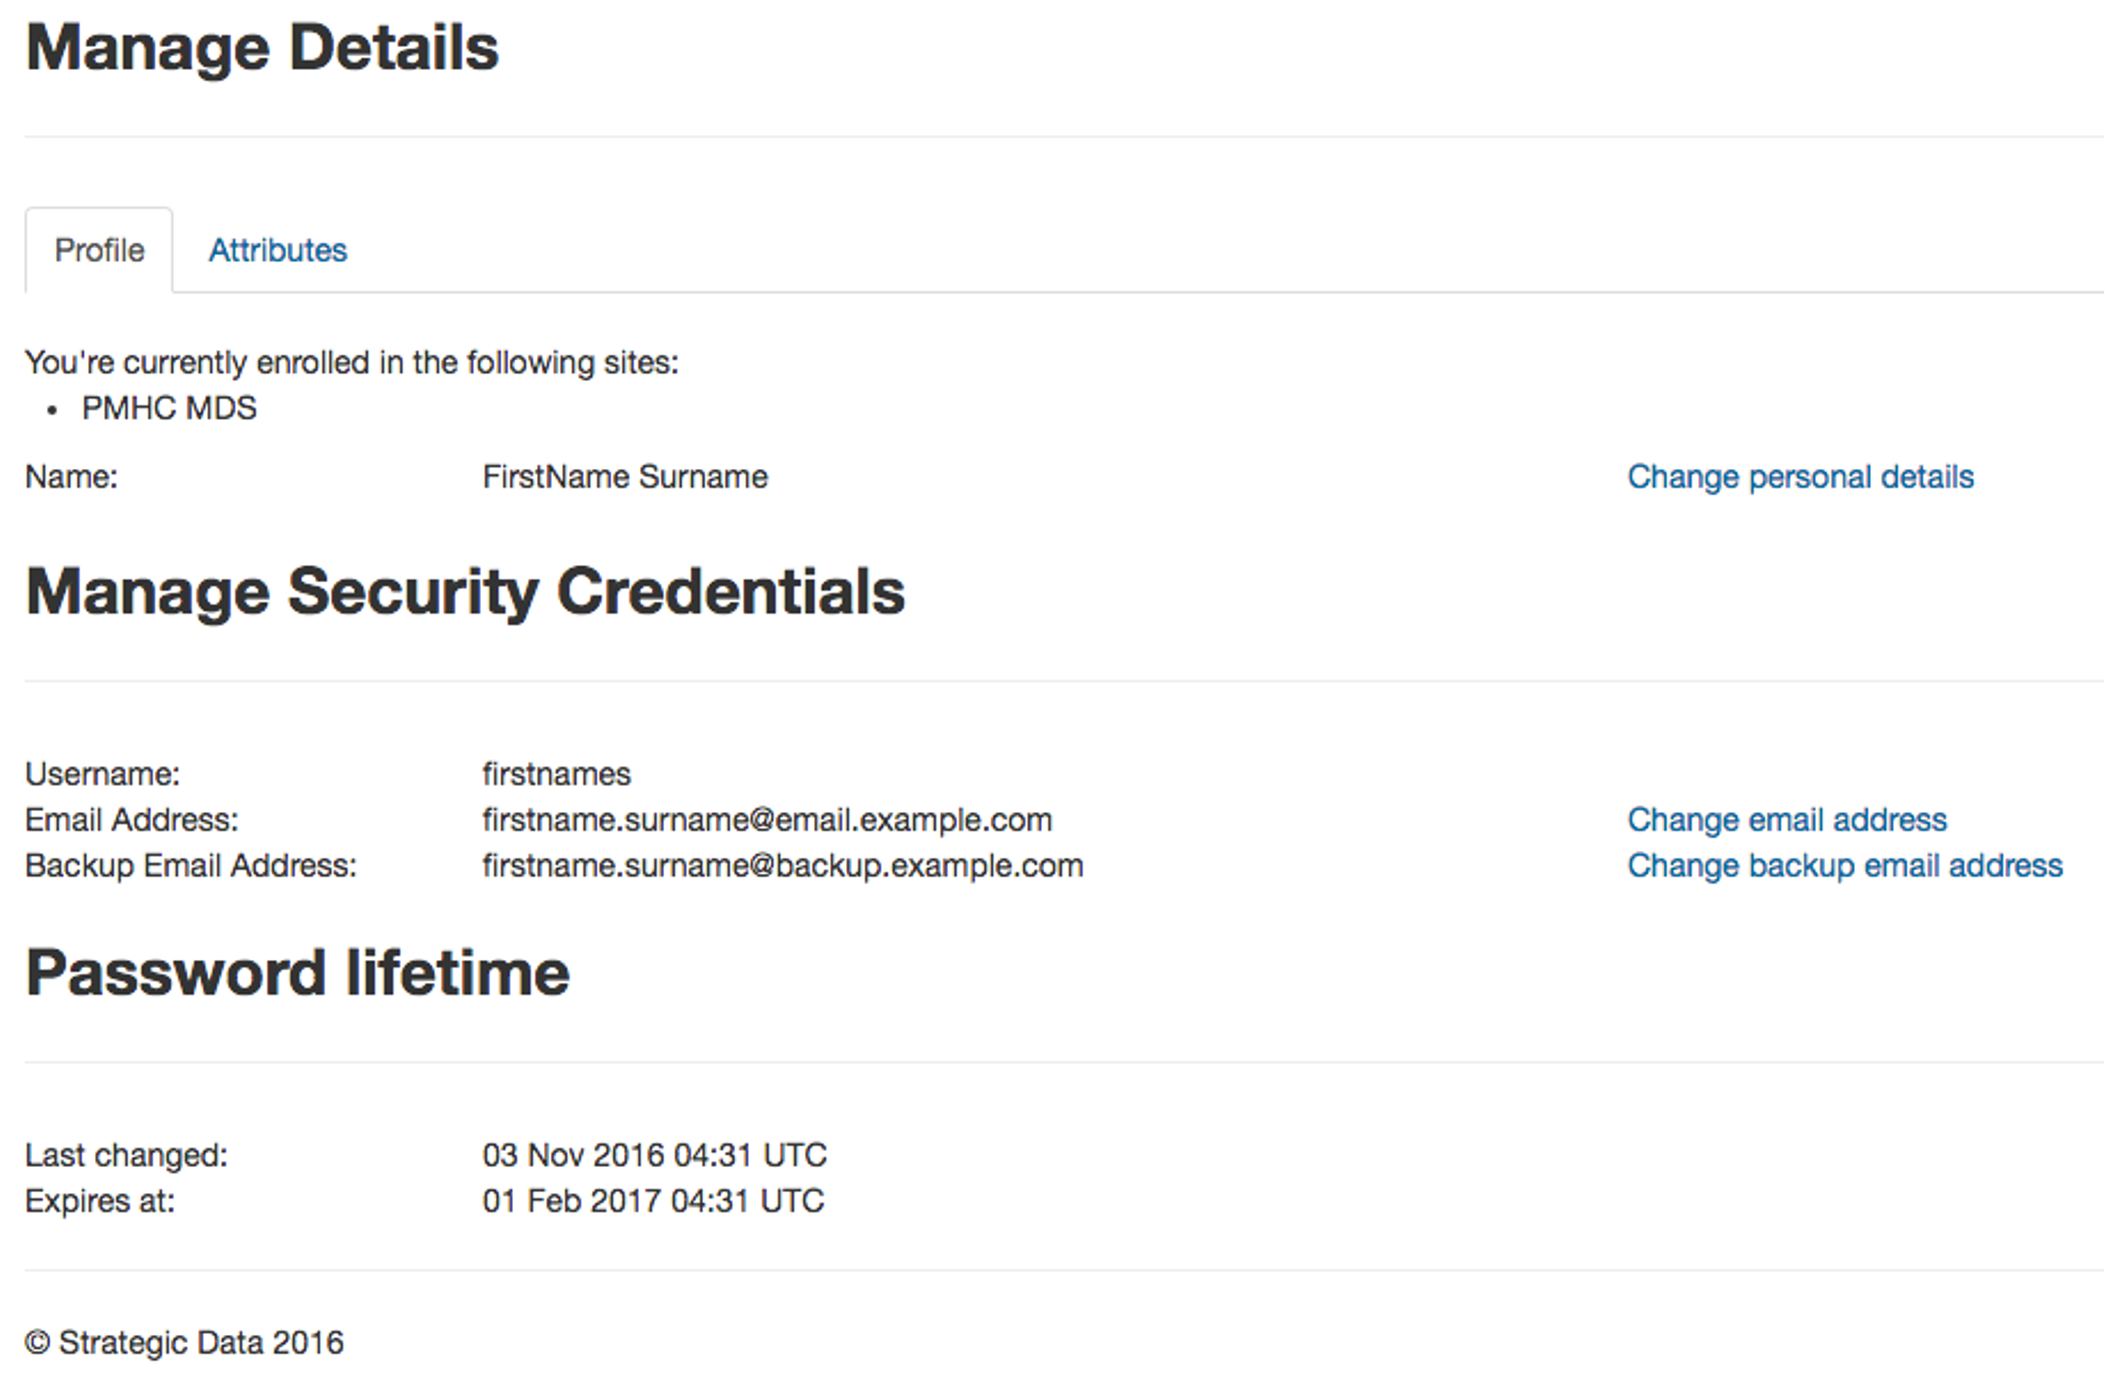 Manage Details
Profile Attributes
You're currently enrolled in the following sites:
• PMHC MDS
Name: FirstName Surname Change personal details
Manage Security Credentials
Username: firstnames
Email Address: firstname.surname@email.example.com Change email address
Backup Email Address: firstname.surname@backup.example.com Change backup email address
Password lifetime
Last changed: 03 Nov 2016 04:31 UTC
Expires at: 01 Feb 2017 04:31 UTC
© Strategic Data 2016